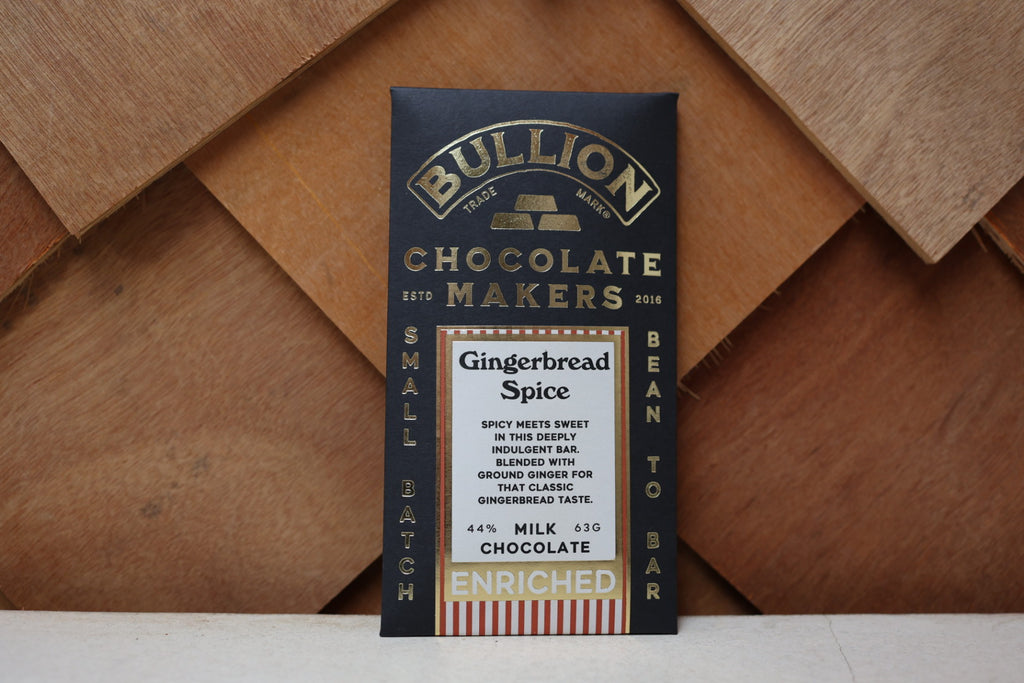 BULLION
TRADE MARK®
CHOCOLATE
ESTD MAKERS 2016
SMALL BATCH
BEAN TO BAR
Gingerbread
Spice
SPICY MEETS SWEET
IN THIS DEEPLY
INDULGENT BAR.
BLENDED WITH
GROUND GINGER FOR
THAT CLASSIC
GINGERBREAD TASTE.
44% MILK 63G
CHOCOLATE
ENRICHED